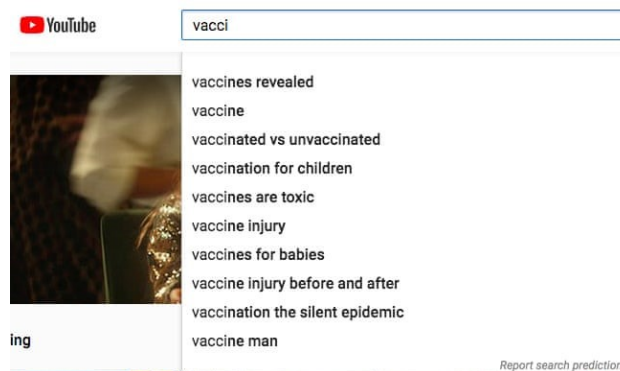 YouTube
vacci
vaccines revealed
vaccine
vaccinated vs unvaccinated
vaccination for children
vaccines are toxic
vaccine injury
vaccines for babies
vaccine injury before and after
vaccination the silent epidemic
ing
vaccine man
Report search prediction